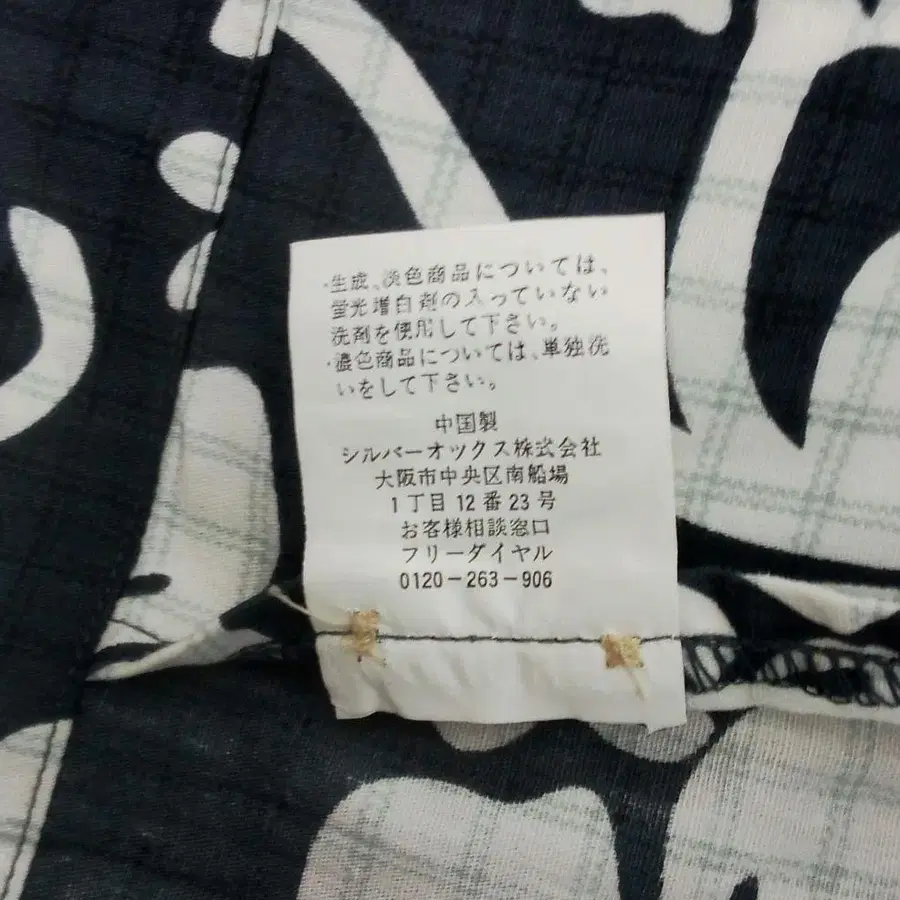 ・生成、淡色商品については、
蛍光増白剤の入っていない
洗剤を使用して下さい。
・濃色商品については、単独洗
いをして下さい。
中国製
シルバーオックス株式会社
大阪市中央区南船場
1丁目12番23号
お客様相談窓口
フリーダイヤル
0120-263-906